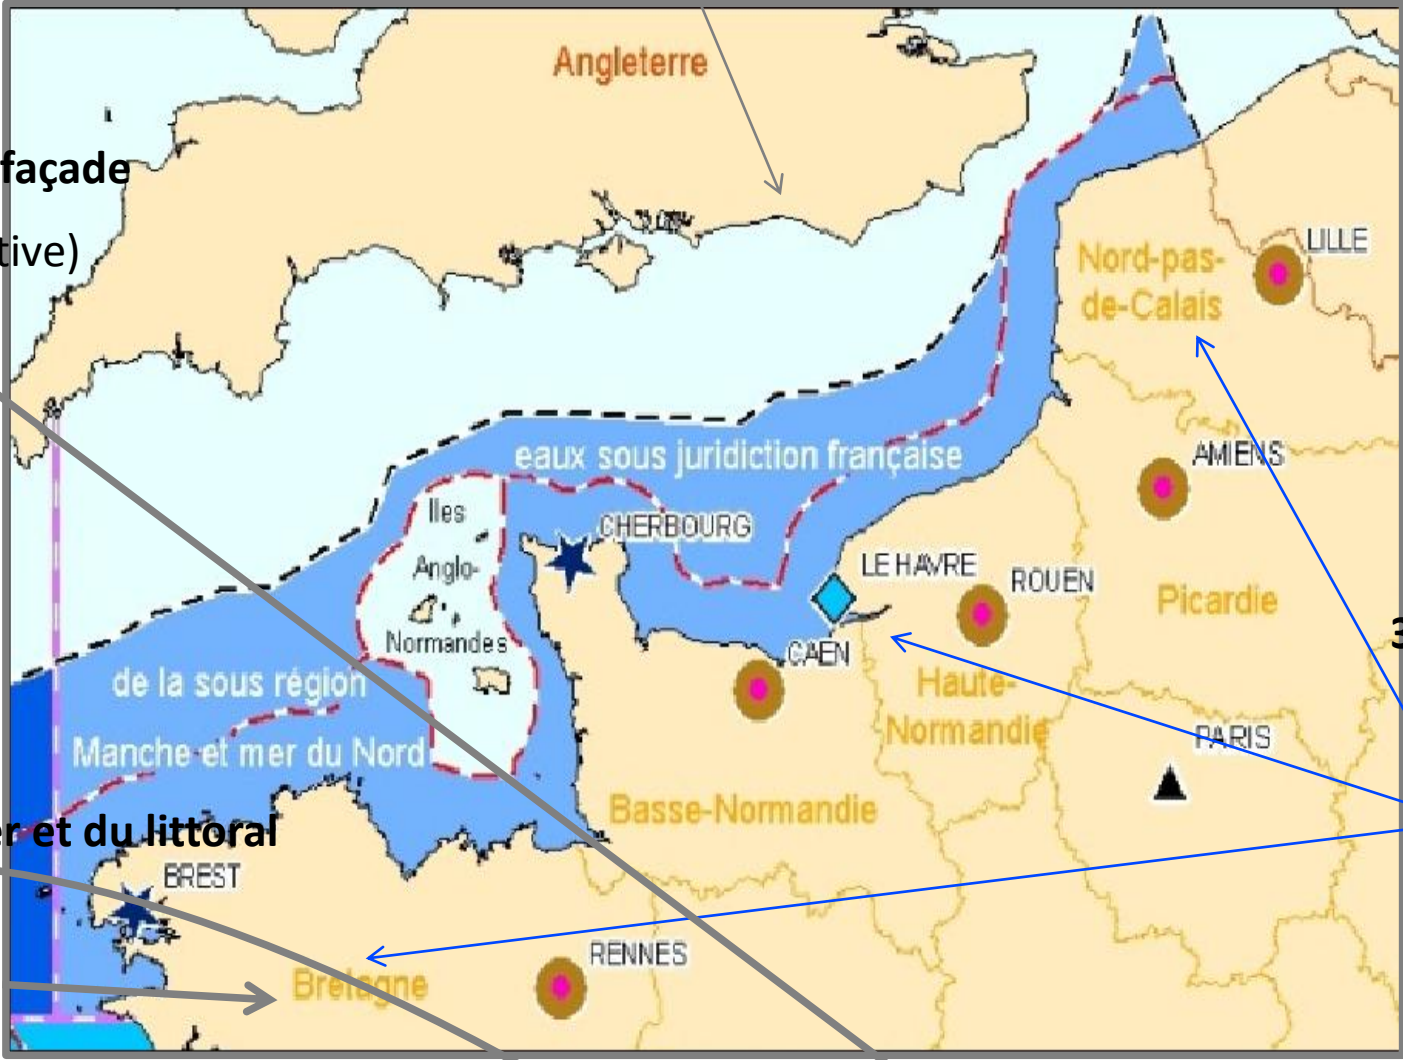 Angleterre
façade
tive)
LILLE
Nord-pas-
de-Calais
eaux sous juridiction française
AMIENS
Iles
CHERBOURG
Anglo-
LE HAVRE
ROUEN
Picardie
Normandes
CAEN
3
de la sous région
Haute-
Normandie
Manche et mer du Nord
PARIS
Basse-Normandie
er et du littoral
BREST
RENNES
Bretagne